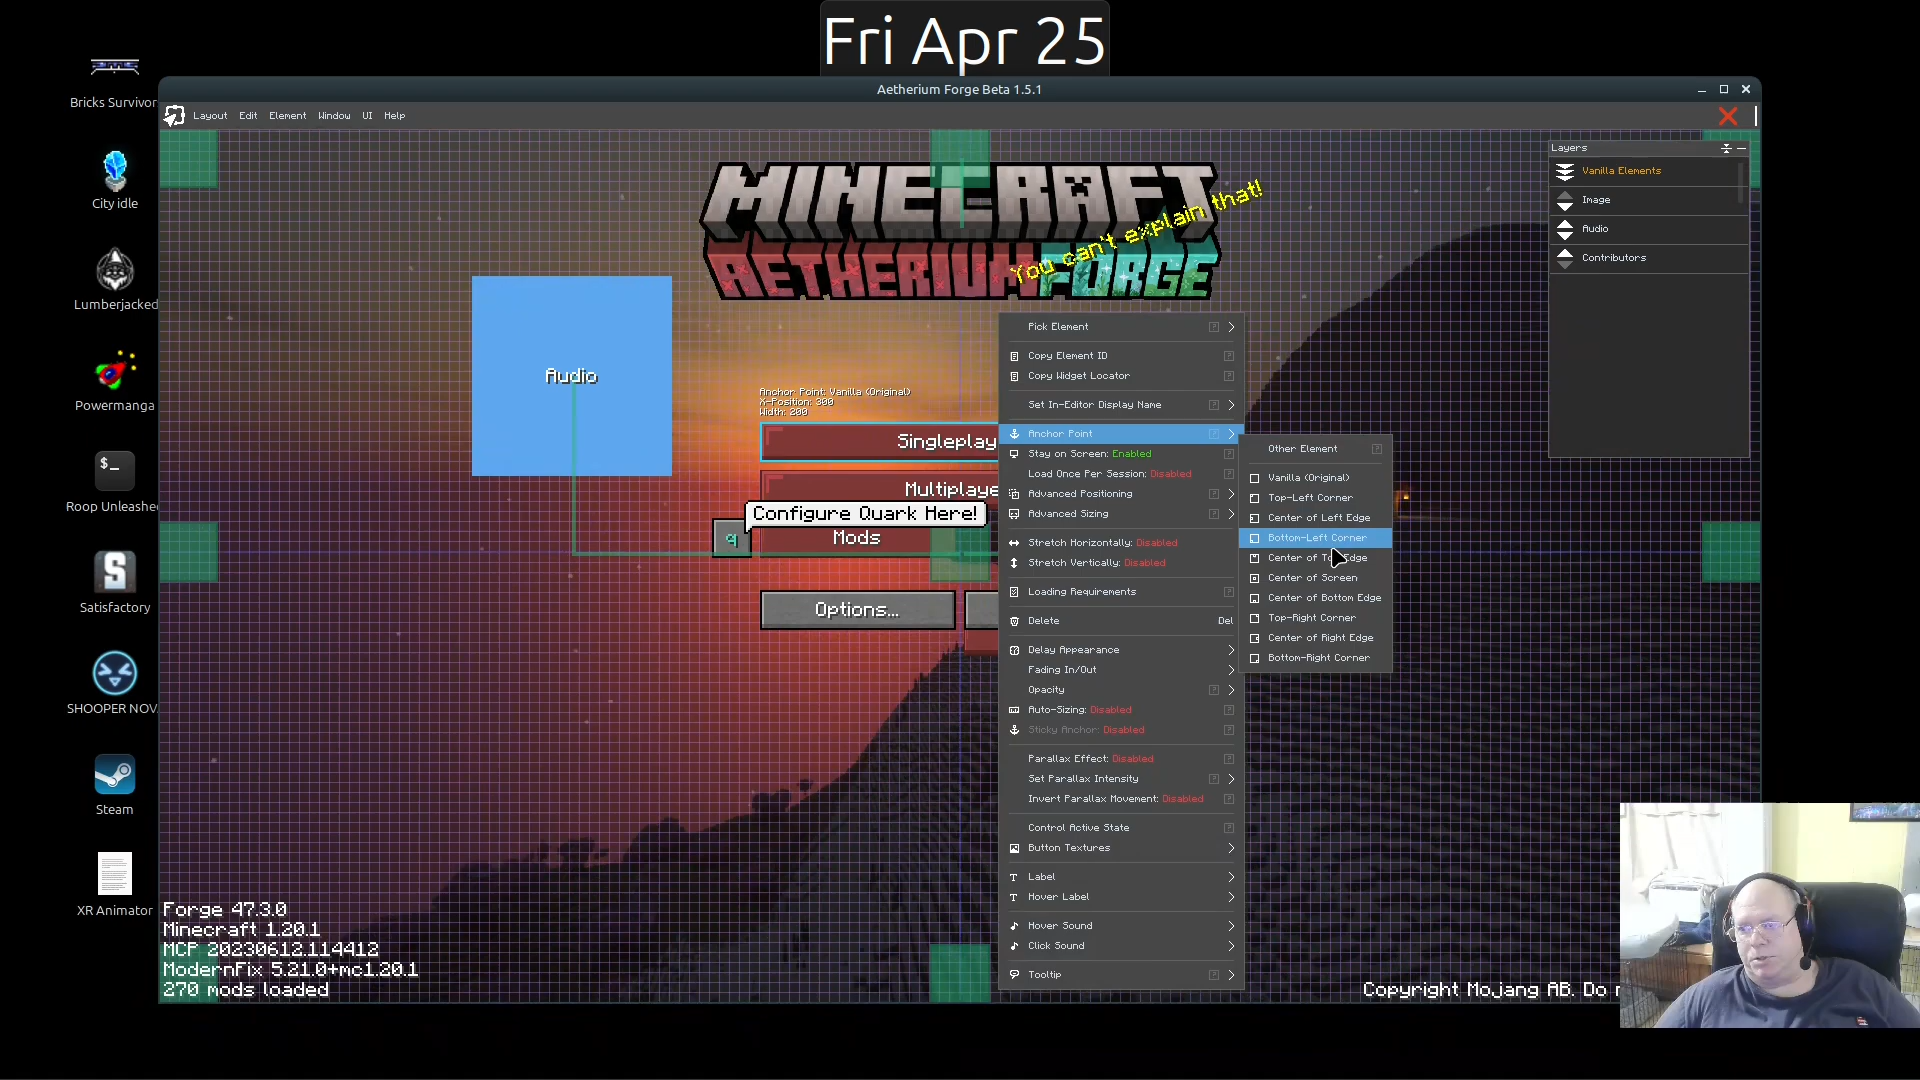 Fri Apr 25
Bricks Survivor
City idle
Lumberjacked
Powermanga
$_
Roop Unleashe
S
Satisfactory
SHOOPER NOV
Steam
XR Animator
Aetherium Forge Beta 1.5.1
Layout Edit Element Window UI Help
MINECRAFT
AETHERIUM FORGE
You can't explain that!
Layers
Vanilla Elements
Image
Audio
Contributors
Audio
Anchor Point: Vanilla (Original)
X-Position: 300
Width: 200
Singleplay
Multiplaye
Configure Quark Here!
q
Mods
Options...
Pick Element
Copy Element ID
Copy Widget Locator
Set In-Editor Display Name
Anchor Point
Stay on Screen: Enabled
Load Once Per Session: Disabled
Advanced Positioning
Advanced Sizing
Stretch Horizontally: Disabled
Stretch Vertically: Disabled
Loading Requirements
Delete Del
Delay Appearance
Fading In/Out
Opacity
Auto-Sizing: Disabled
Sticky Anchor: Disabled
Parallax Effect: Disabled
Set Parallax Intensity
Invert Parallax Movement: Disabled
Control Active State
Button Textures
Label
Hover Label
Hover Sound
Click Sound
Tooltip
Other Element
Vanilla (Original)
Top-Left Corner
Center of Left Edge
Bottom-Left Corner
Center of To Edge
Center of Screen
Center of Bottom Edge
Top-Right Corner
Center of Right Edge
Bottom-Right Corner
Forge 47.3.0
Minecraft 1.20.1
MCP 20230612.114412
ModernFix 5.21.0+mc1.20.1
270 mods loaded
Copyright Mojang AB. Do